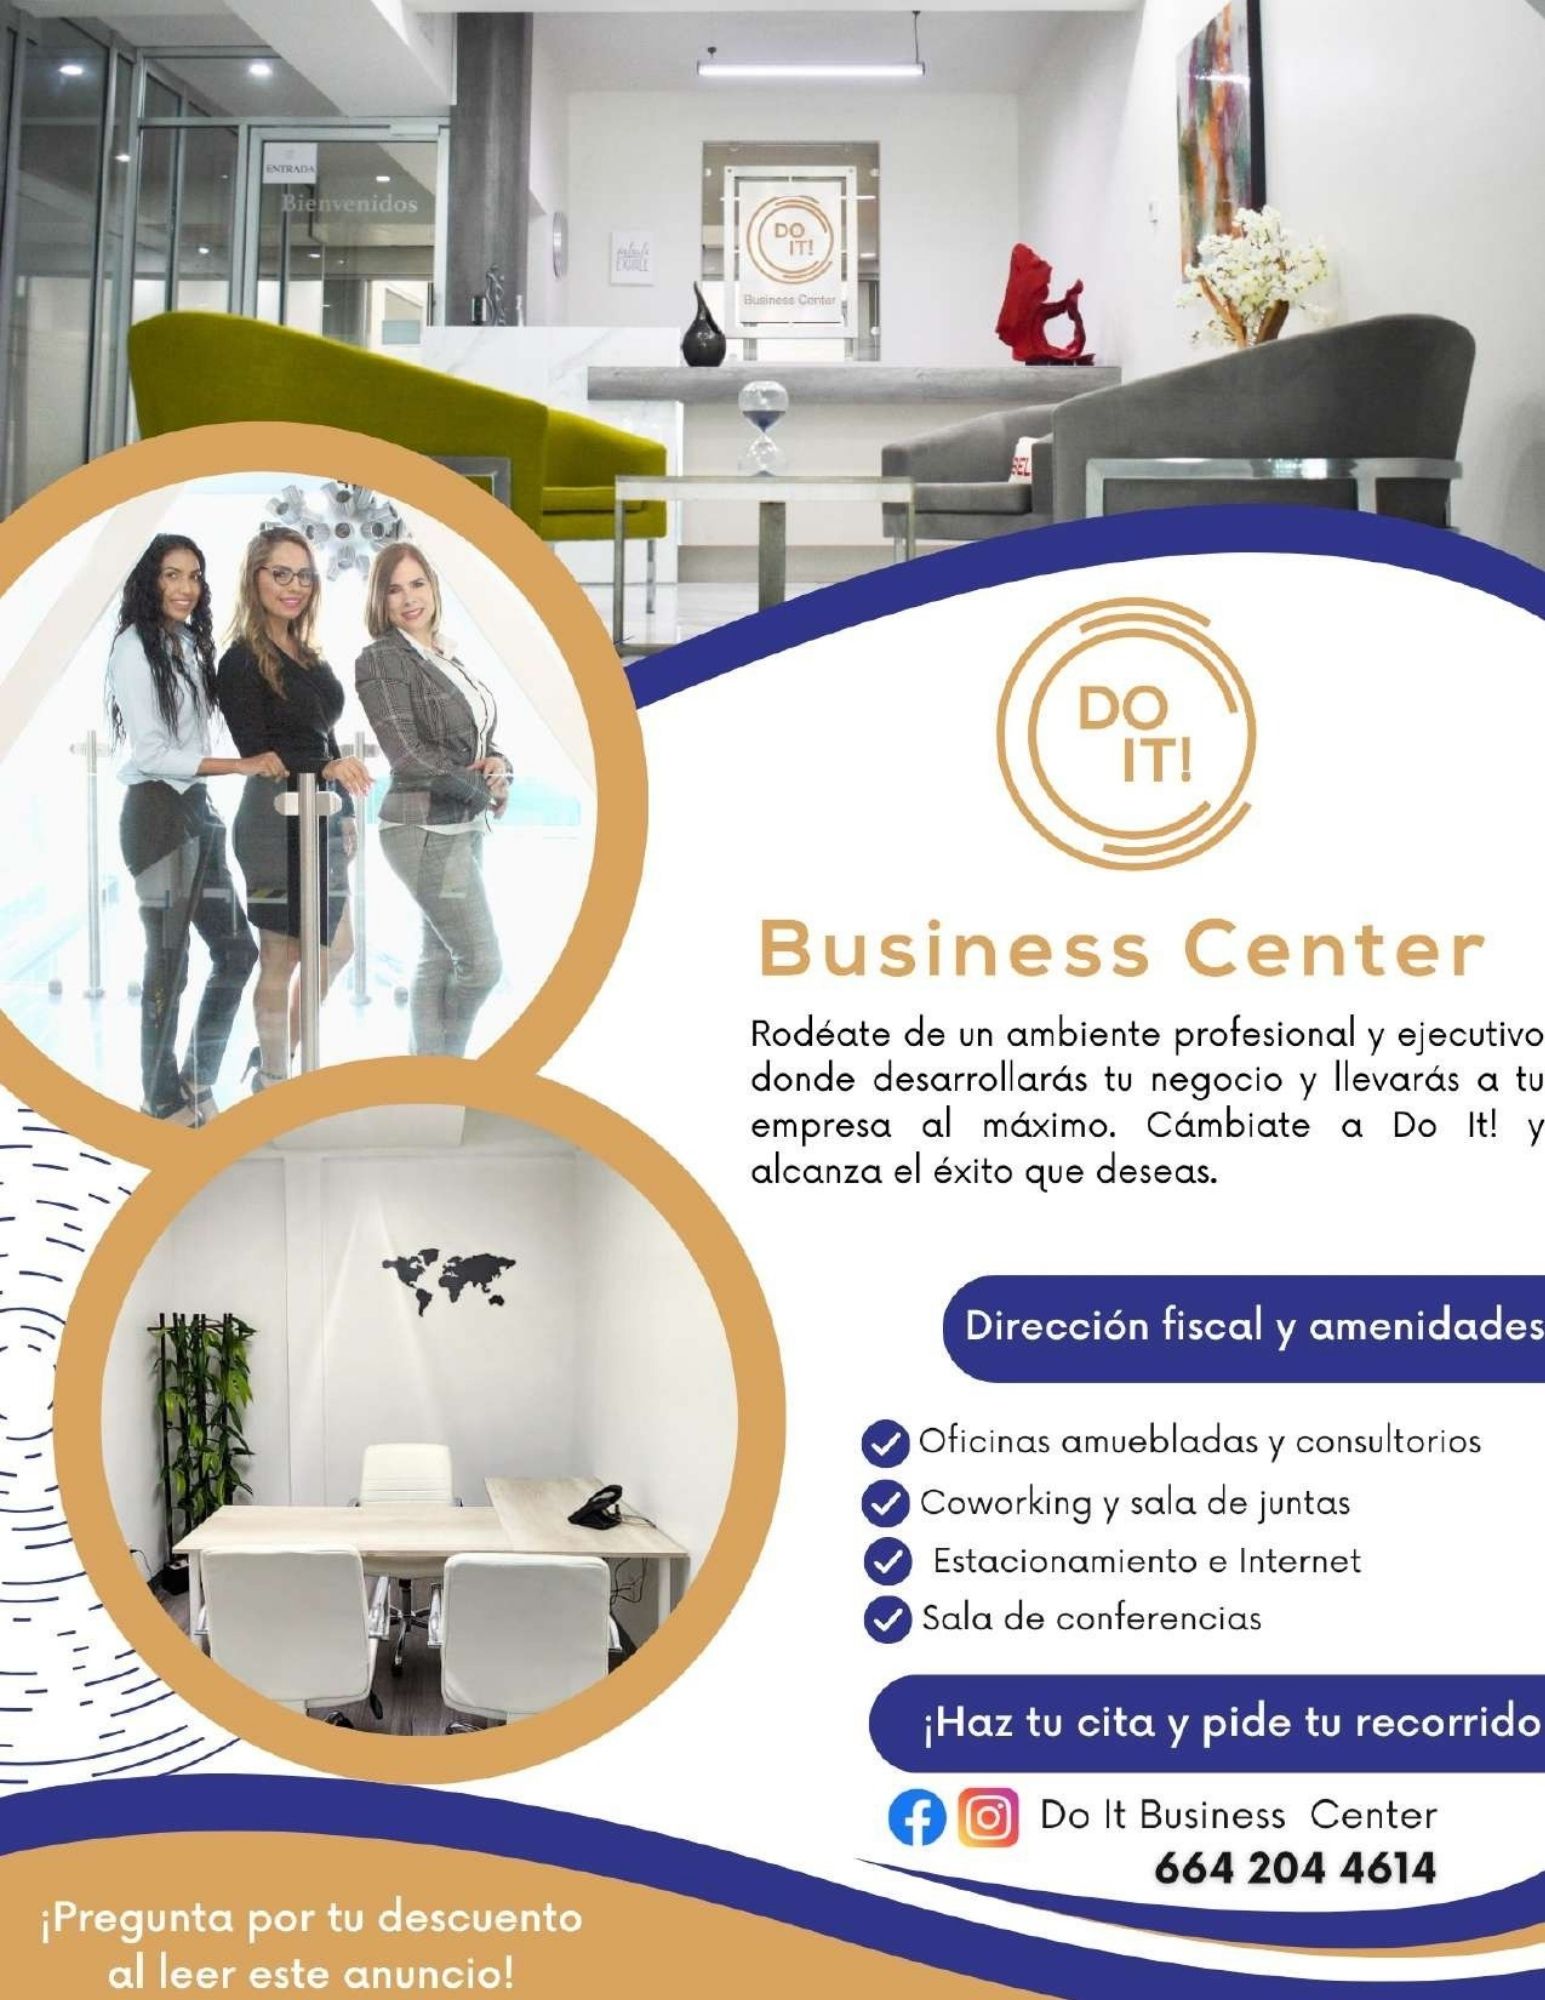 ENTRADA
Bienvenidos
DO
IT!
Business Center
EXHALE
DO
IT!
Business Center
Rodéate de un ambiente profesional y ejecutivo
donde desarrollarás tu negocio y llevarás a tu
empresa al máximo. Cámbiate a Do It! y
alcanza el éxito que deseas.
Dirección fiscal y amenidades
Oficinas amuebladas y consultorios
Coworking y sala de juntas
Estacionamiento e Internet
Sala de conferencias
¡Haz tu cita y pide tu recorrido
Do It Business Center
664 204 4614
¡Pregunta por tu descuento
al leer este anuncio!